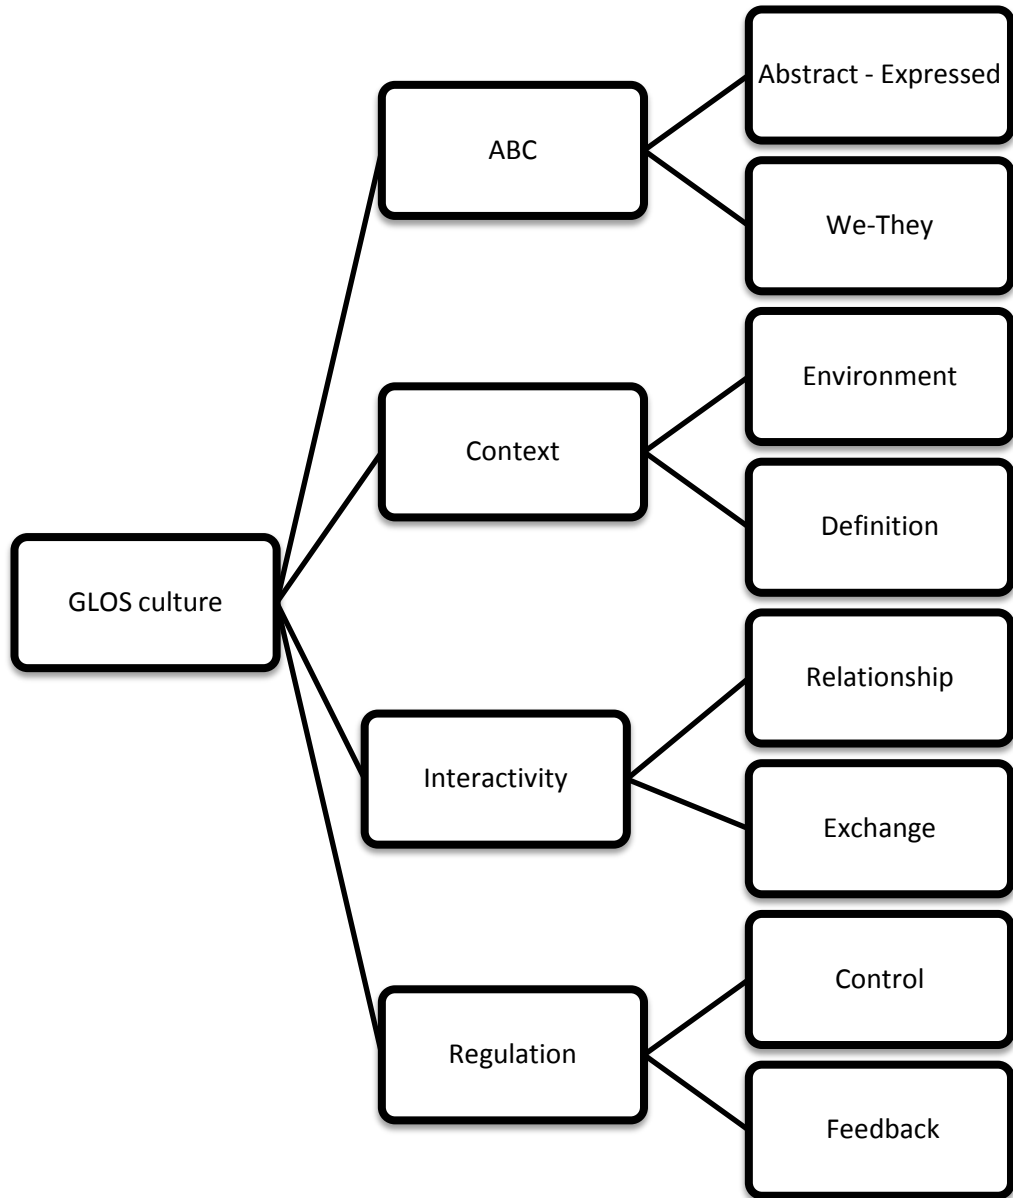 Abstract - Expressed
ABC
We-They
Environment
Context
Definition
GLOS culture
Relationship
Interactivity
Exchange
Control
Regulation
Feedback